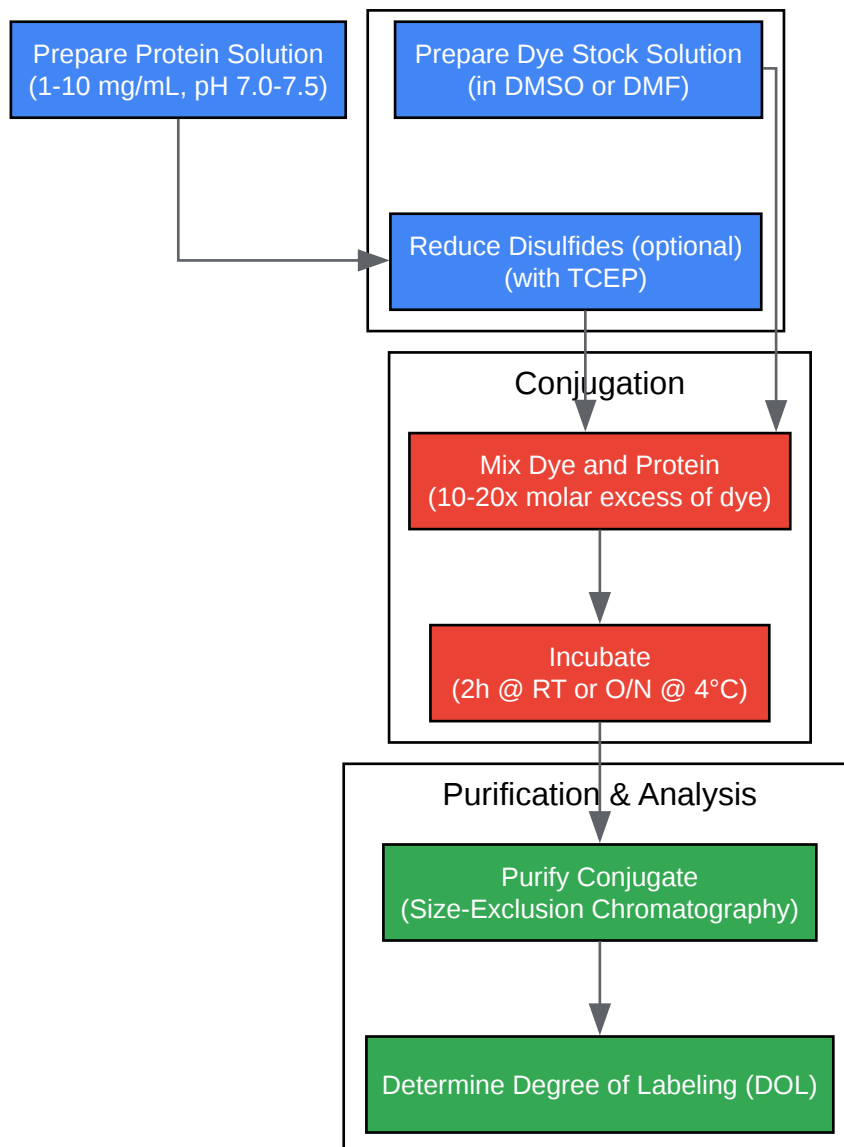 Prepare Protein Solution
(1-10 mg/mL, pH 7.0-7.5)
Prepare Dye Stock Solution
(in DMSO or DMF)
Reduce Disulfides (optional)
(with TCEP)
Conjugation
Mix Dye and Protein
(10-20x molar excess of dye)
Incubate
(2h @ RT or O/N @ 4°C)
Purification & Analysis
Purify Conjugate
(Size-Exclusion Chromatography)
Determine Degree of Labeling (DOL)